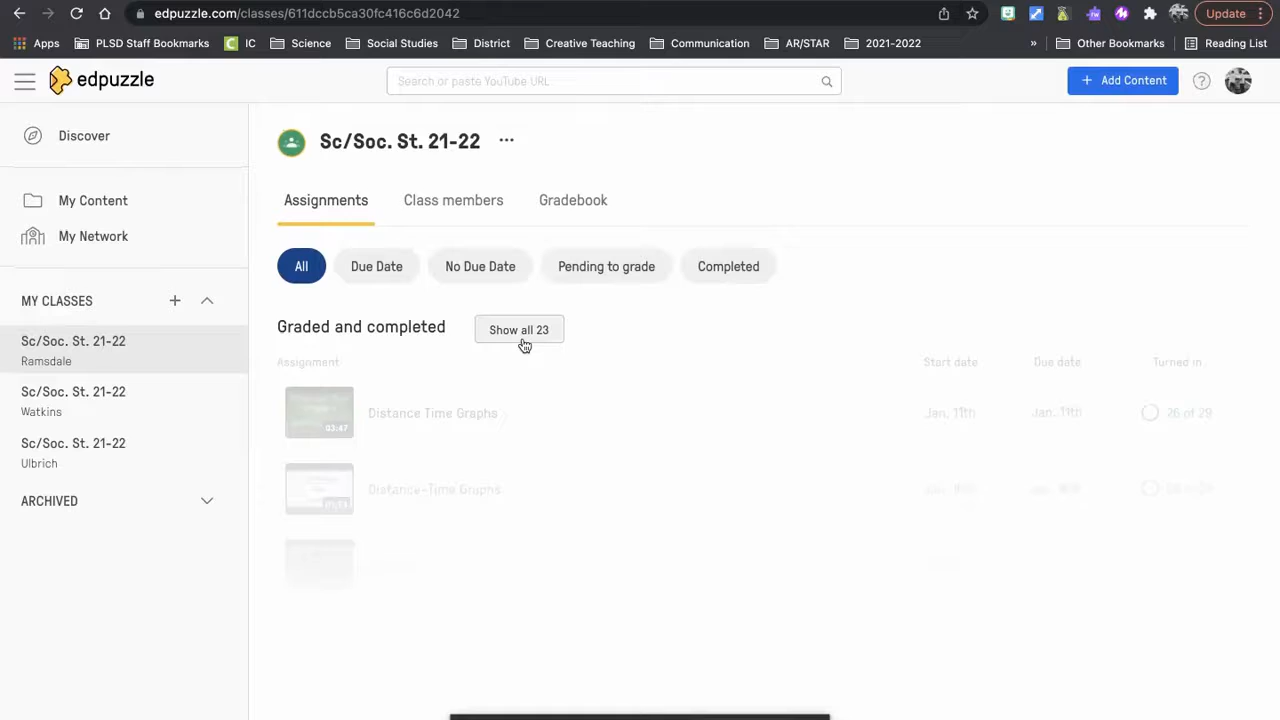 edpuzzle.com/classes/611dccb5ca30fc416c6d2042
Update
Apps
PLSD Staff Bookmarks
IC
Science
Social Studies
District
Creative Teaching
Communication
AR/STAR
2021-2022
»
Other Bookmarks
Reading List
edpuzzle
Search or paste YouTube URL
+ Add Content
?
Discover
My Content
My Network
MY CLASSES
Sc/Soc. St. 21-22
Ramsdale
Sc/Soc. St. 21-22
Watkins
Sc/Soc. St. 21-22
Ulbrich
ARCHIVED
Sc/Soc. St. 21-22
Assignments
Class members
Gradebook
All
Due Date
No Due Date
Pending to grade
Completed
Graded and completed
Show all 23
Assignment
Start date
Due date
Turned in
03:47
Distance Time Graphs
Jan. 11th
Jan. 11th
26 of 29
Distance-Time Graphs